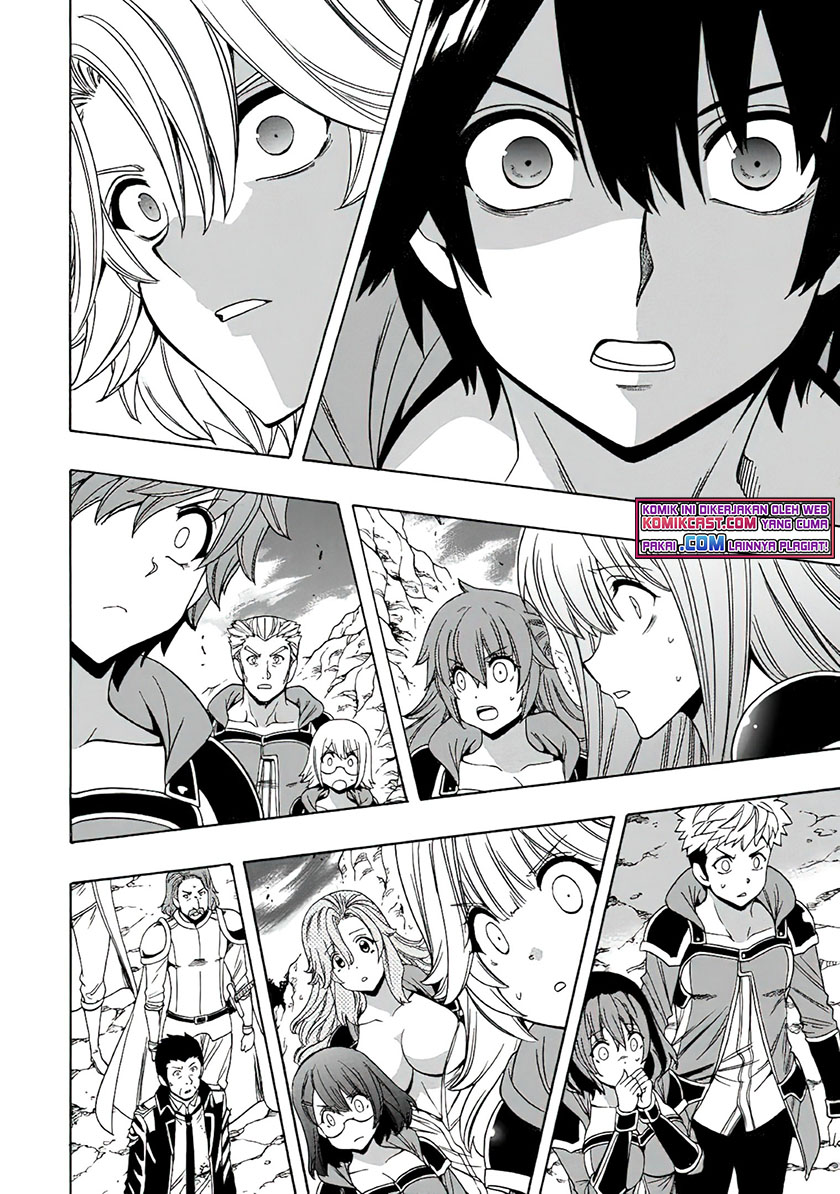 KOMIK INI DIKERJAKAN OLEH WEB
KOMIKCAST.COM YANG CUMA
PAKAI .COM LAINNYA PLAGIAT!